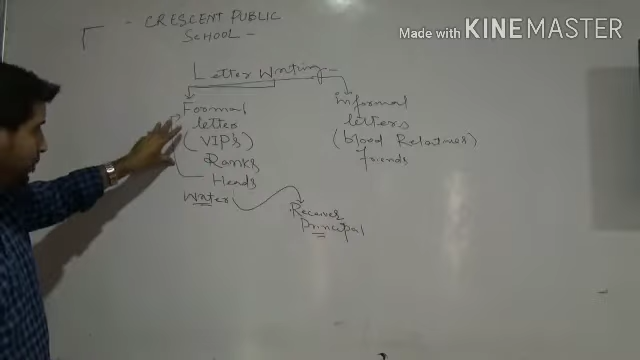 - CRESCENT PUBLIC
SCHOOL -
Made with KINEMASTER
Letter Writing
Formal
letter
(VIP's)
Ranks
Heads
Writer
Informal
letters
(blood Relatives)
friends
Receiver
Principal